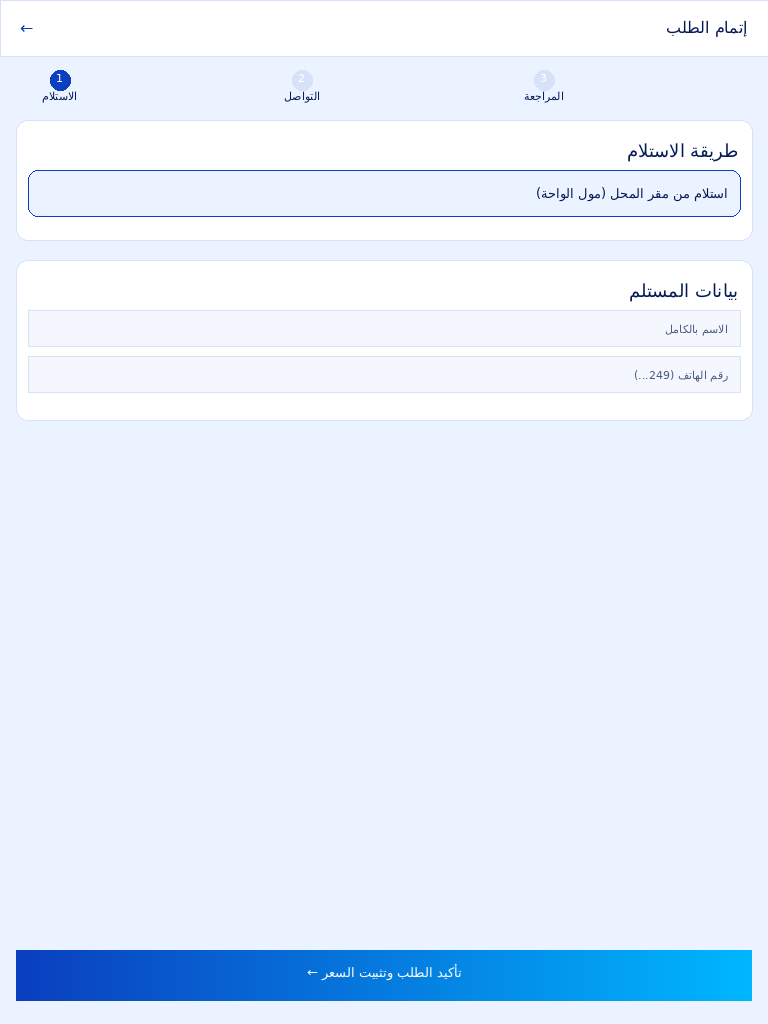 إتمام الطلب
←
1
2
3
الاستلام
التواصل
المراجعة
طريقة الاستلام
استلام من مقر المحل (مول الواحة)
بيانات المستلم
الاسم بالكامل
رقم الهاتف (249...)
تأكيد الطلب وتثبيت السعر ←